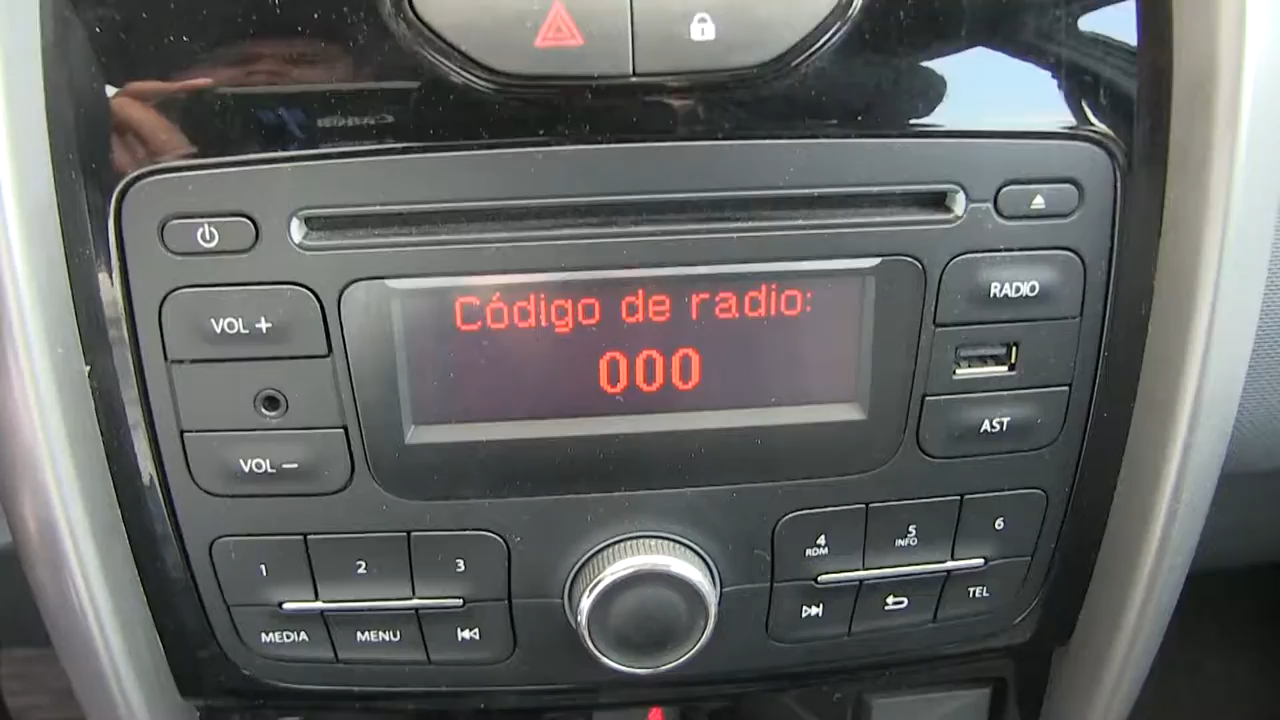 Código de radio:
000
VOL +
RADIO
VOL –
AST
1
2
3
4
RDM
5
INFO
6
MEDIA
MENU
TEL